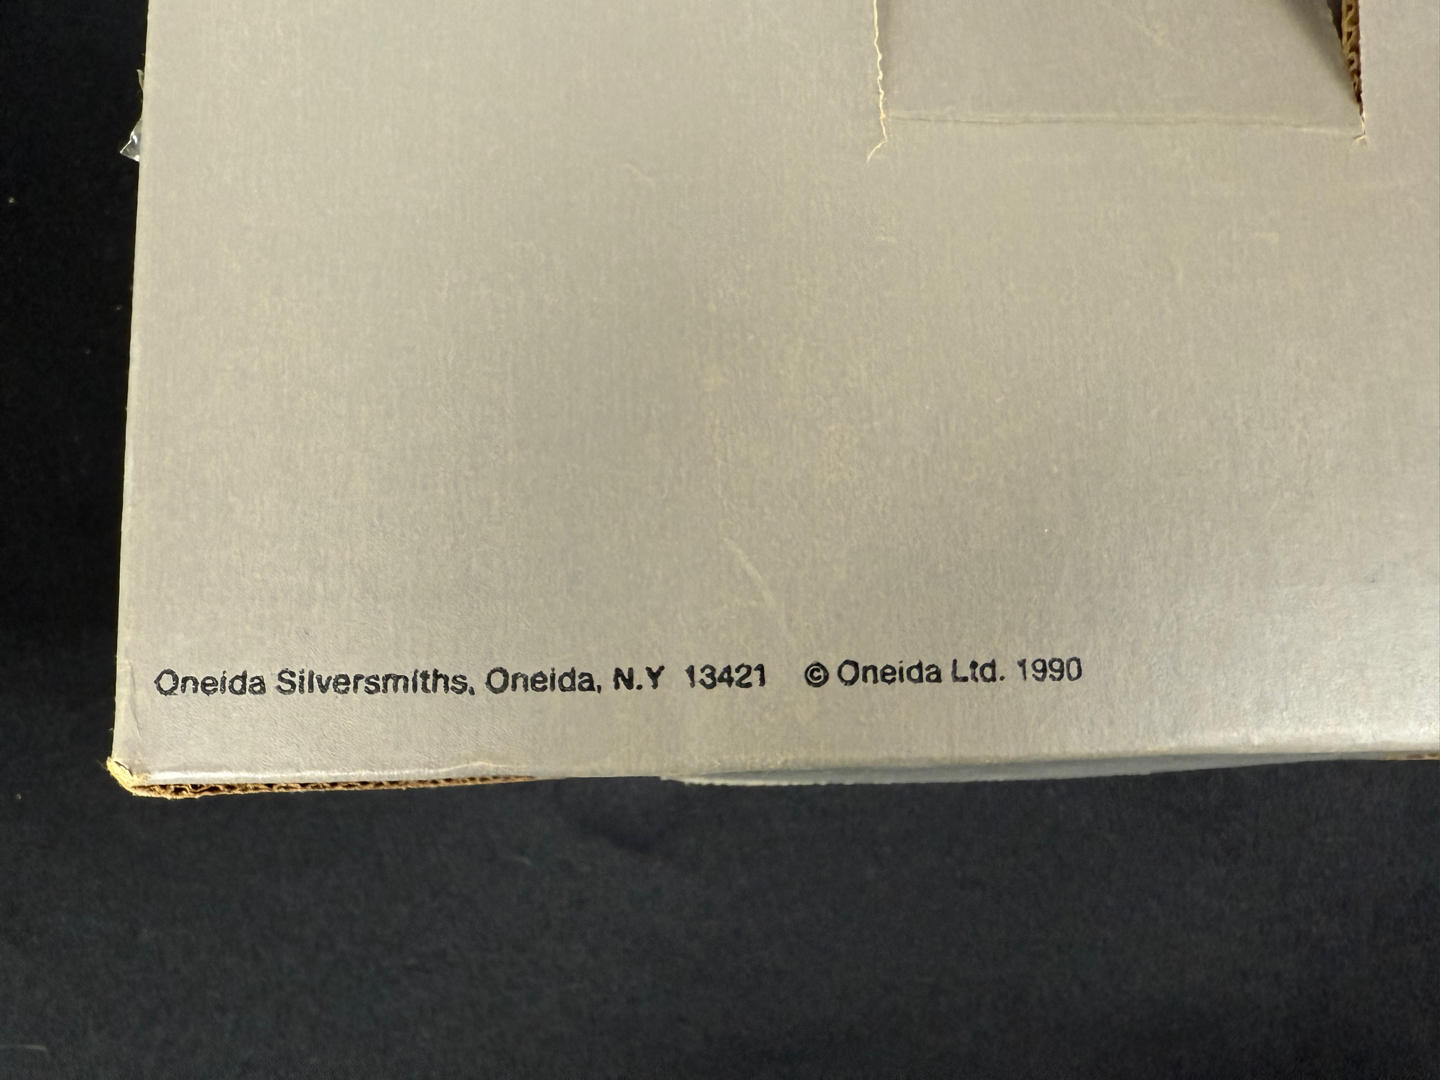 Oneida Silversmiths, Oneida, N.Y 13421 © Oneida Ltd. 1990